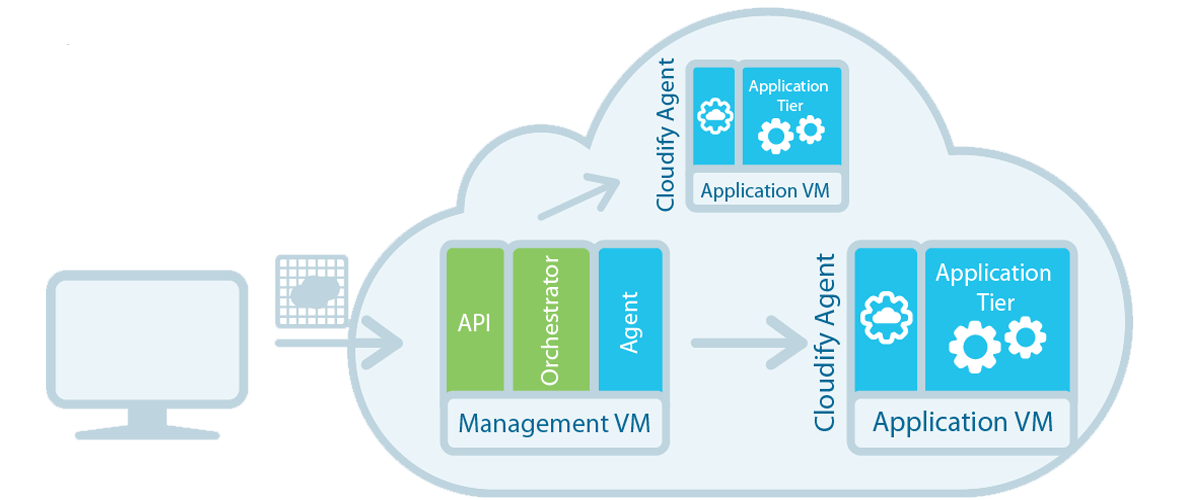 Cloudify Agent
Application
Tier
Application VM
API
Orchestrator
Agent
Management VM
Cloudify Agent
Application
Tier
Application VM